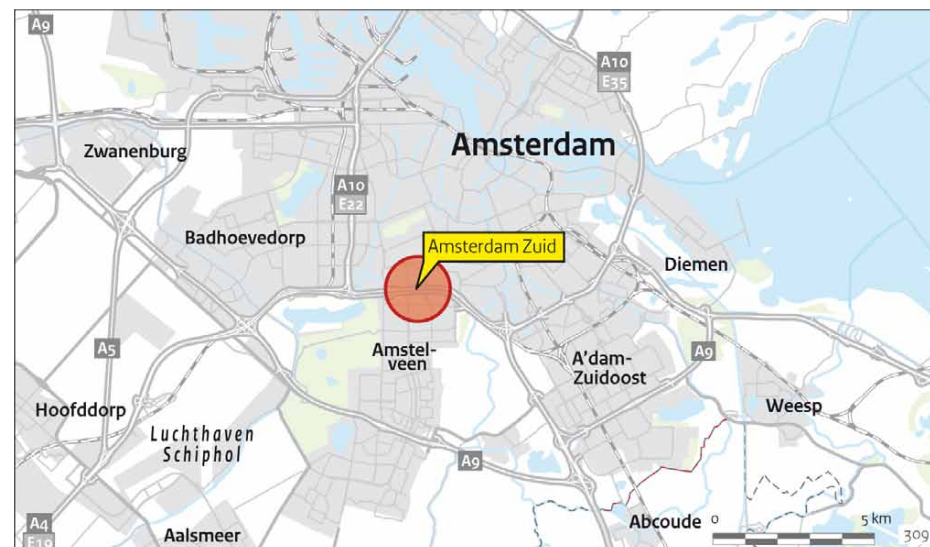 A9
A10
E35
Amsterdam
Zwanenburg
A10
E22
Badhoevedorp
Amsterdam Zuid
Diemen
A5
Amstel-
veen
A'dam-
Zuidoost
A9
Hoofddorp
Weesp
Luchthaven
Schiphol
A9
A4
E19
Aalsmeer
Abcoude
0
5 km
309